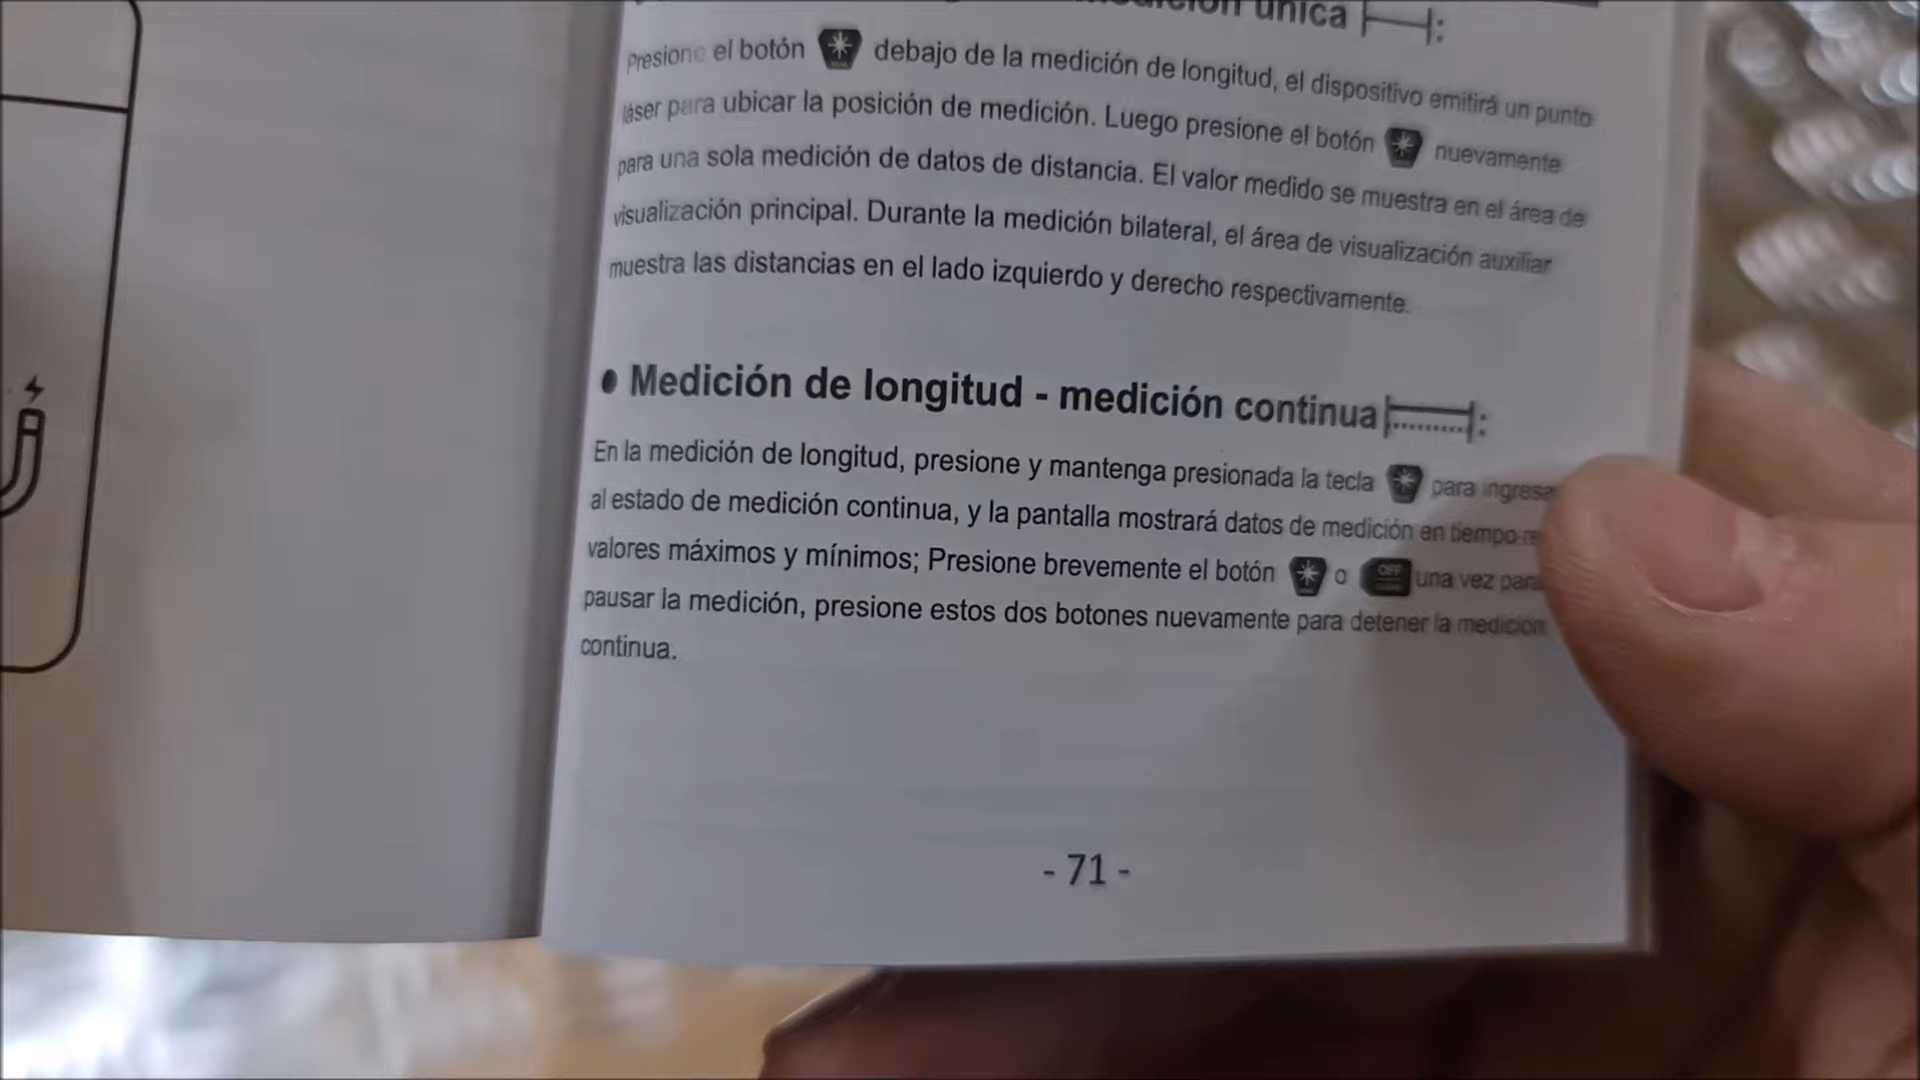 medición única
Presione el botón debajo de la medición de longitud, el dispositivo emitirá un punto
láser para ubicar la posición de medición. Luego presione el botón nuevamente
para una sola medición de datos de distancia. El valor medido se muestra en el área de
visualización principal. Durante la medición bilateral, el área de visualización auxiliar
muestra las distancias en el lado izquierdo y derecho respectivamente.
● Medición de longitud - medición continua :
En la medición de longitud, presione y mantenga presionada la tecla para ingresa
al estado de medición continua, y la pantalla mostrará datos de medición en tiempo
valores máximos y mínimos; Presione brevemente el botón o OFF una vez para
pausar la medición, presione estos dos botones nuevamente para detener la medición
continua.
- 71 -